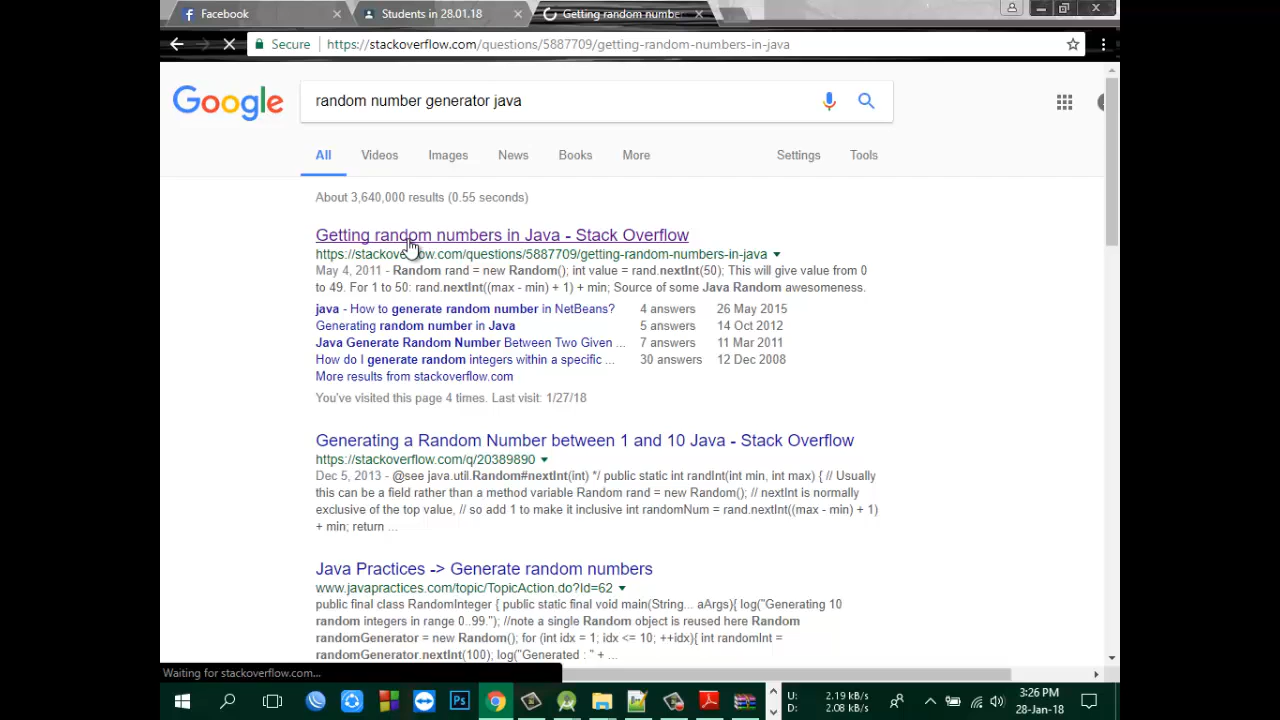 Facebook
Students in 28.01.18
Getting random numbe
Secure https://stackoverflow.com/questions/5887709/getting-random-numbers-in-java
Google
random number generator java
All Videos Images News Books More Settings Tools
About 3,640,000 results (0.55 seconds)
Getting random numbers in Java - Stack Overflow
https://stackoverflow.com/questions/5887709/getting-random-numbers-in-java
May 4, 2011 - Random rand = new Random(); int value = rand.nextInt(50); This will give value from 0
to 49. For 1 to 50: rand.nextInt((max - min) + 1) + min; Source of some Java Random awesomeness.
java - How to generate random number in NetBeans? 4 answers 26 May 2015
Generating random number in Java 5 answers 14 Oct 2012
Java Generate Random Number Between Two Given ... 7 answers 11 Mar 2011
How do I generate random integers within a specific ... 30 answers 12 Dec 2008
More results from stackoverflow.com
You've visited this page 4 times. Last visit: 1/27/18
Generating a Random Number between 1 and 10 Java - Stack Overflow
https://stackoverflow.com/q/20389890
Dec 5, 2013 - @see java.util.Random#nextInt(int) */ public static int randInt(int min, int max) { // Usually
this can be a field rather than a method variable Random rand = new Random(); // nextInt is normally
exclusive of the top value, // so add 1 to make it inclusive int randomNum = rand.nextInt((max - min) + 1)
+ min; return ...
Java Practices -> Generate random numbers
www.javapractices.com/topic/TopicAction.do?Id=62
public final class RandomInteger { public static final void main(String... aArgs){ log("Generating 10
random integers in range 0..99."); //note a single Random object is reused here Random
randomGenerator = new Random(); for (int idx = 1; idx <= 10; ++idx){ int randomInt =
randomGenerator.nextInt(100); log("Generated : " + ...
Waiting for stackoverflow.com...
Ps
U: 2.19 kB/s
D: 2.08 kB/s
3:26 PM
28-Jan-18